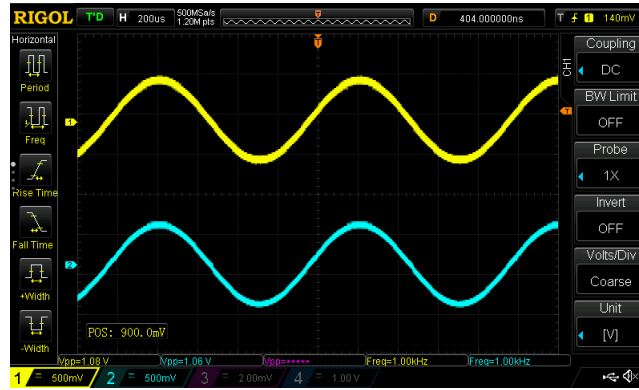 RIGOL T'D H 200us 500MSa/s 1.20M pts D 404.000000ns T 1 140mV
Horizontal
Period
Freq
Rise Time
Fall Time
+Width
-Width
1
T
2
POS: 900.0mV
CH1
Coupling
DC
BW Limit
OFF
Probe
1X
Invert
OFF
Volts/Div
Coarse
Unit
[V]
Vpp=1.08 V Vpp=1.06 V Vpp=***** Freq=1.00kHz Freq=1.00kHz
1 = 500mV 2 = 500mV 3 = 2.00mV 4 = 1.00 V